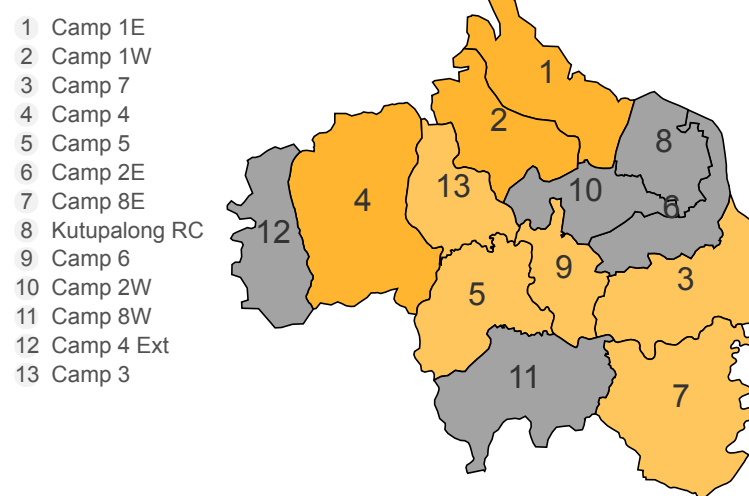 1 Camp 1E
2 Camp 1W
3 Camp 7
4 Camp 4
5 Camp 5
6 Camp 2E
7 Camp 8E
8 Kutupalong RC
9 Camp 6
10 Camp 2W
11 Camp 8W
12 Camp 4 Ext
13 Camp 3
1
2
8
13
10
4
6
12
9
3
5
11
7